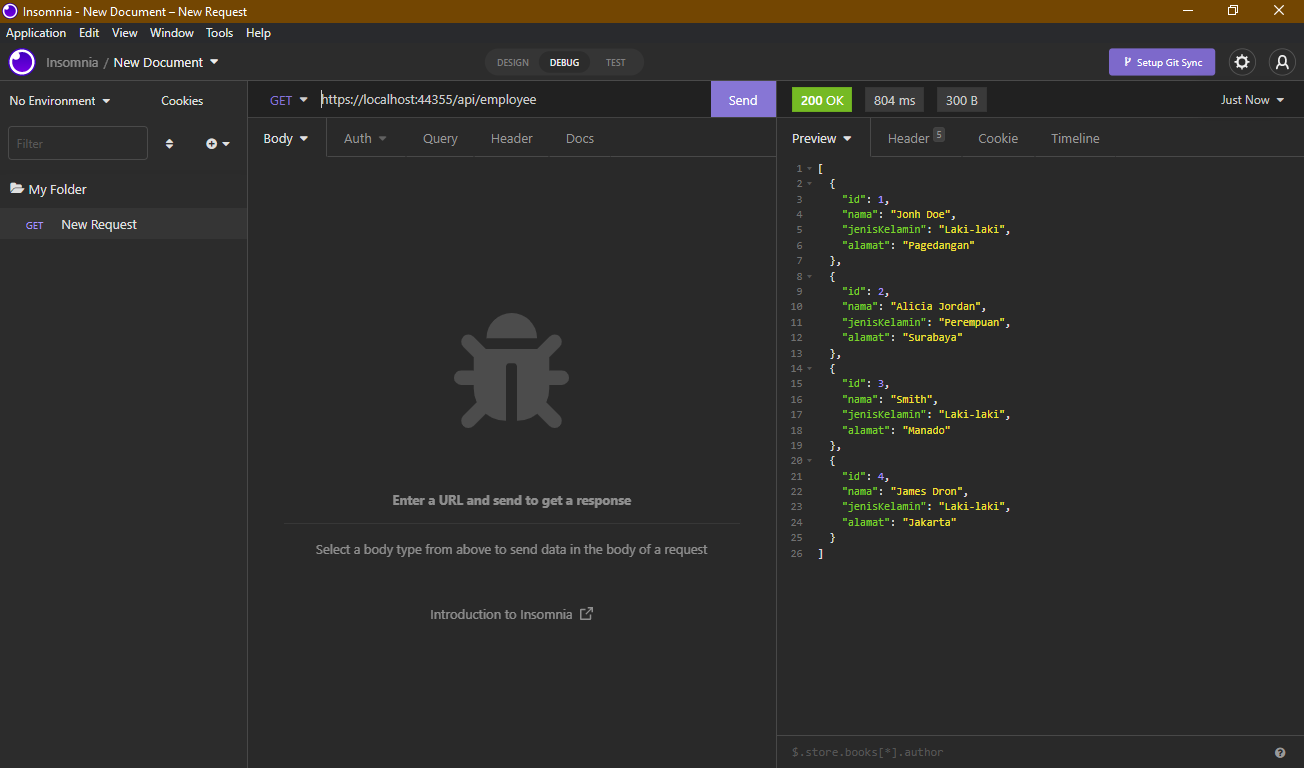 Insomnia - New Document – New Request
Application Edit View Window Tools Help
Insomnia / New Document
DESIGN DEBUG TEST
Setup Git Sync
No Environment Cookies
Filter
My Folder
GET New Request
GET https://localhost:44355/api/employee Send
Body Auth Query Header Docs
Enter a URL and send to get a response
Select a body type from above to send data in the body of a request
Introduction to Insomnia
200 OK 804 ms 300 B Just Now
Preview Header 5 Cookie Timeline
1 [
2 {
3 "id": 1,
4 "nama": "Jonh Doe",
5 "jenisKelamin": "Laki-laki",
6 "alamat": "Pagedangan"
7 },
8 {
9 "id": 2,
10 "nama": "Alicia Jordan",
11 "jenisKelamin": "Perempuan",
12 "alamat": "Surabaya"
13 },
14 {
15 "id": 3,
16 "nama": "Smith",
17 "jenisKelamin": "Laki-laki",
18 "alamat": "Manado"
19 },
20 {
21 "id": 4,
22 "nama": "James Dron",
23 "jenisKelamin": "Laki-laki",
24 "alamat": "Jakarta"
25 }
26 ]
$.store.books[*].author